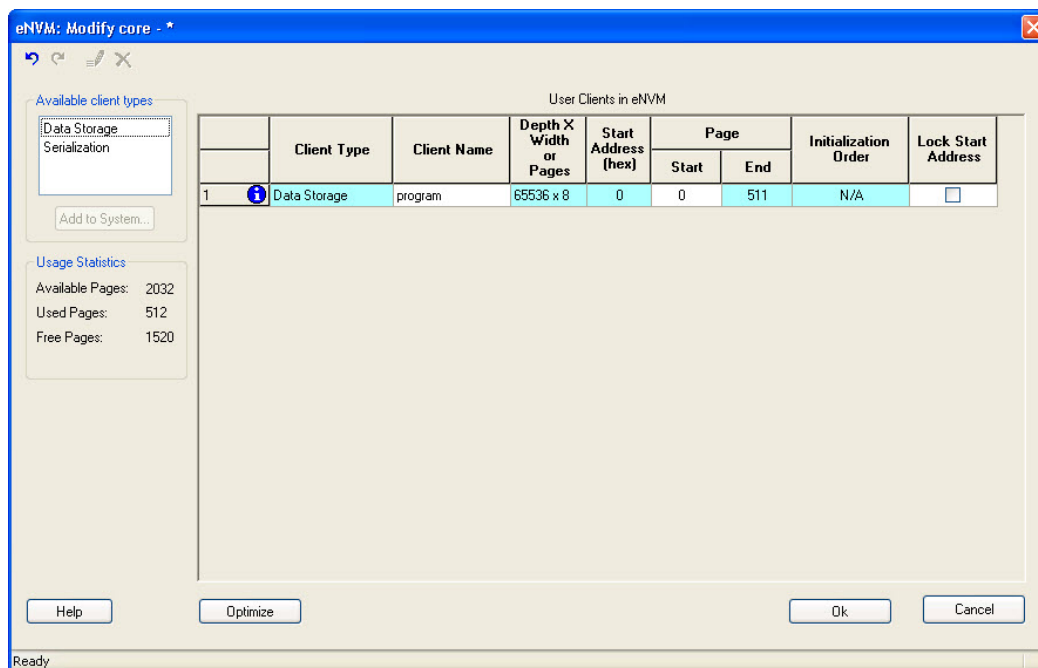 eNVM: Modify core - *
Available client types
Data Storage
Serialization
Add to System...
Usage Statistics
Available Pages: 2032
Used Pages: 512
Free Pages: 1520
User Clients in eNVM
Client Type Client Name Depth X Width or Pages Start Address (hex) Page Start End Initialization Order Lock Start Address
1 Data Storage program 65536 x 8 0 0 511 N/A
Help Optimize Ok Cancel
Ready